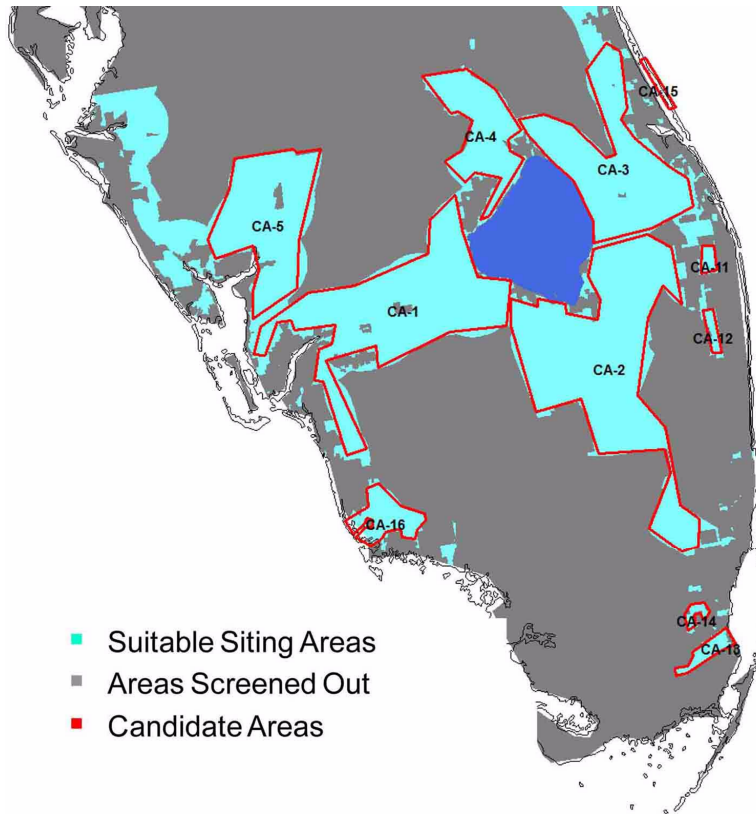 CA-15
CA-4
CA-3
CA-5
CA-11
CA-1
CA-12
CA-2
CA-16
CA-14
CA-13
Suitable Siting Areas
Areas Screened Out
Candidate Areas